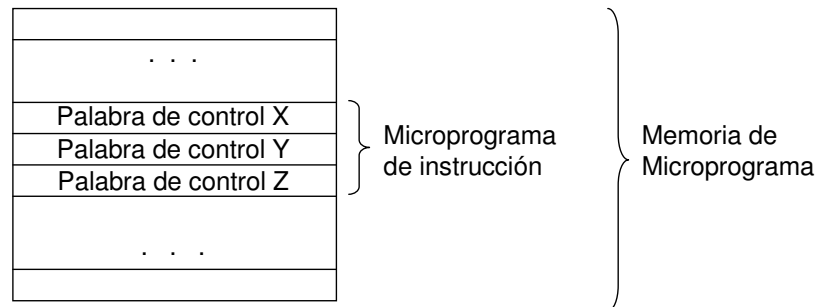 . . .
Palabra de control X
Palabra de control Y
Palabra de control Z
Microprograma
de instrucción
Memoria de
Microprograma
. . .